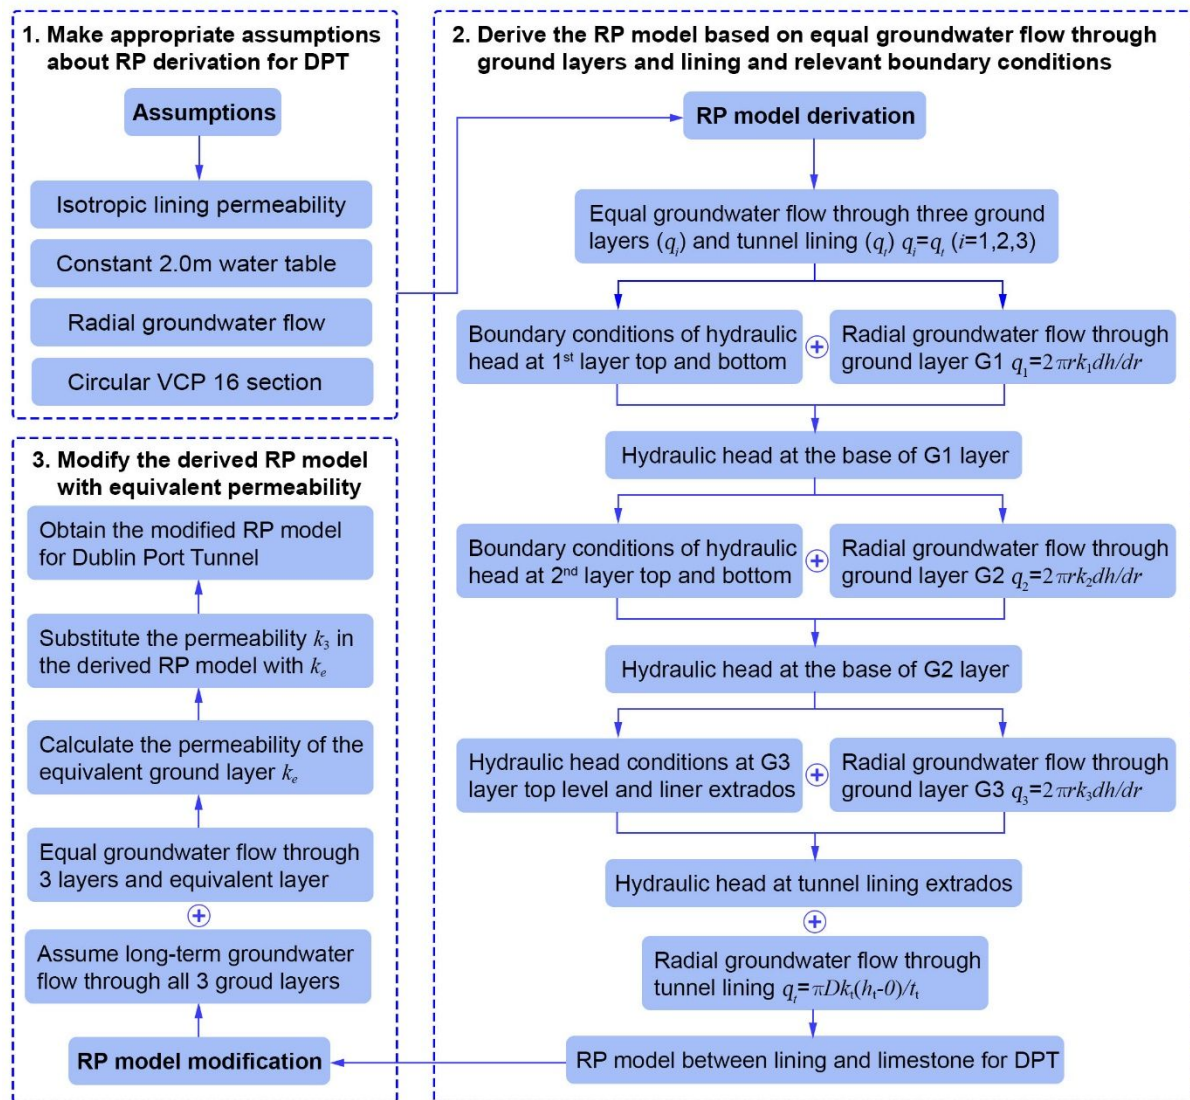 1. Make appropriate assumptions
about RP derivation for DPT
Assumptions
Isotropic lining permeability
Constant 2.0m water table
Radial groundwater flow
Circular VCP 16 section
2. Derive the RP model based on equal groundwater flow through
ground layers and lining and relevant boundary conditions
RP model derivation
Equal groundwater flow through three ground
layers (qᵢ) and tunnel lining (qₜ) qᵢ=qₜ (i=1,2,3)
Boundary conditions of hydraulic
head at 1ˢᵗ layer top and bottom
+
Radial groundwater flow through
ground layer G1 q₁=2πrk₁dh/dr
Hydraulic head at the base of G1 layer
Boundary conditions of hydraulic
head at 2ⁿᵈ layer top and bottom
+
Radial groundwater flow through
ground layer G2 q₂=2πrk₂dh/dr
Hydraulic head at the base of G2 layer
Hydraulic head conditions at G3
layer top level and liner extrados
+
Radial groundwater flow through
ground layer G3 q₃=2πrk₃dh/dr
Hydraulic head at tunnel lining extrados
+
Radial groundwater flow through
tunnel lining qₜ=πDkₜ(hₜ-0)/tₜ
RP model between lining and limestone for DPT
3. Modify the derived RP model
with equivalent permeability
Obtain the modified RP model
for Dublin Port Tunnel
Substitute the permeability k₃ in
the derived RP model with kₑ
Calculate the permeability of the
equivalent ground layer kₑ
Equal groundwater flow through
3 layers and equivalent layer
+
Assume long-term groundwater
flow through all 3 groud layers
RP model modification